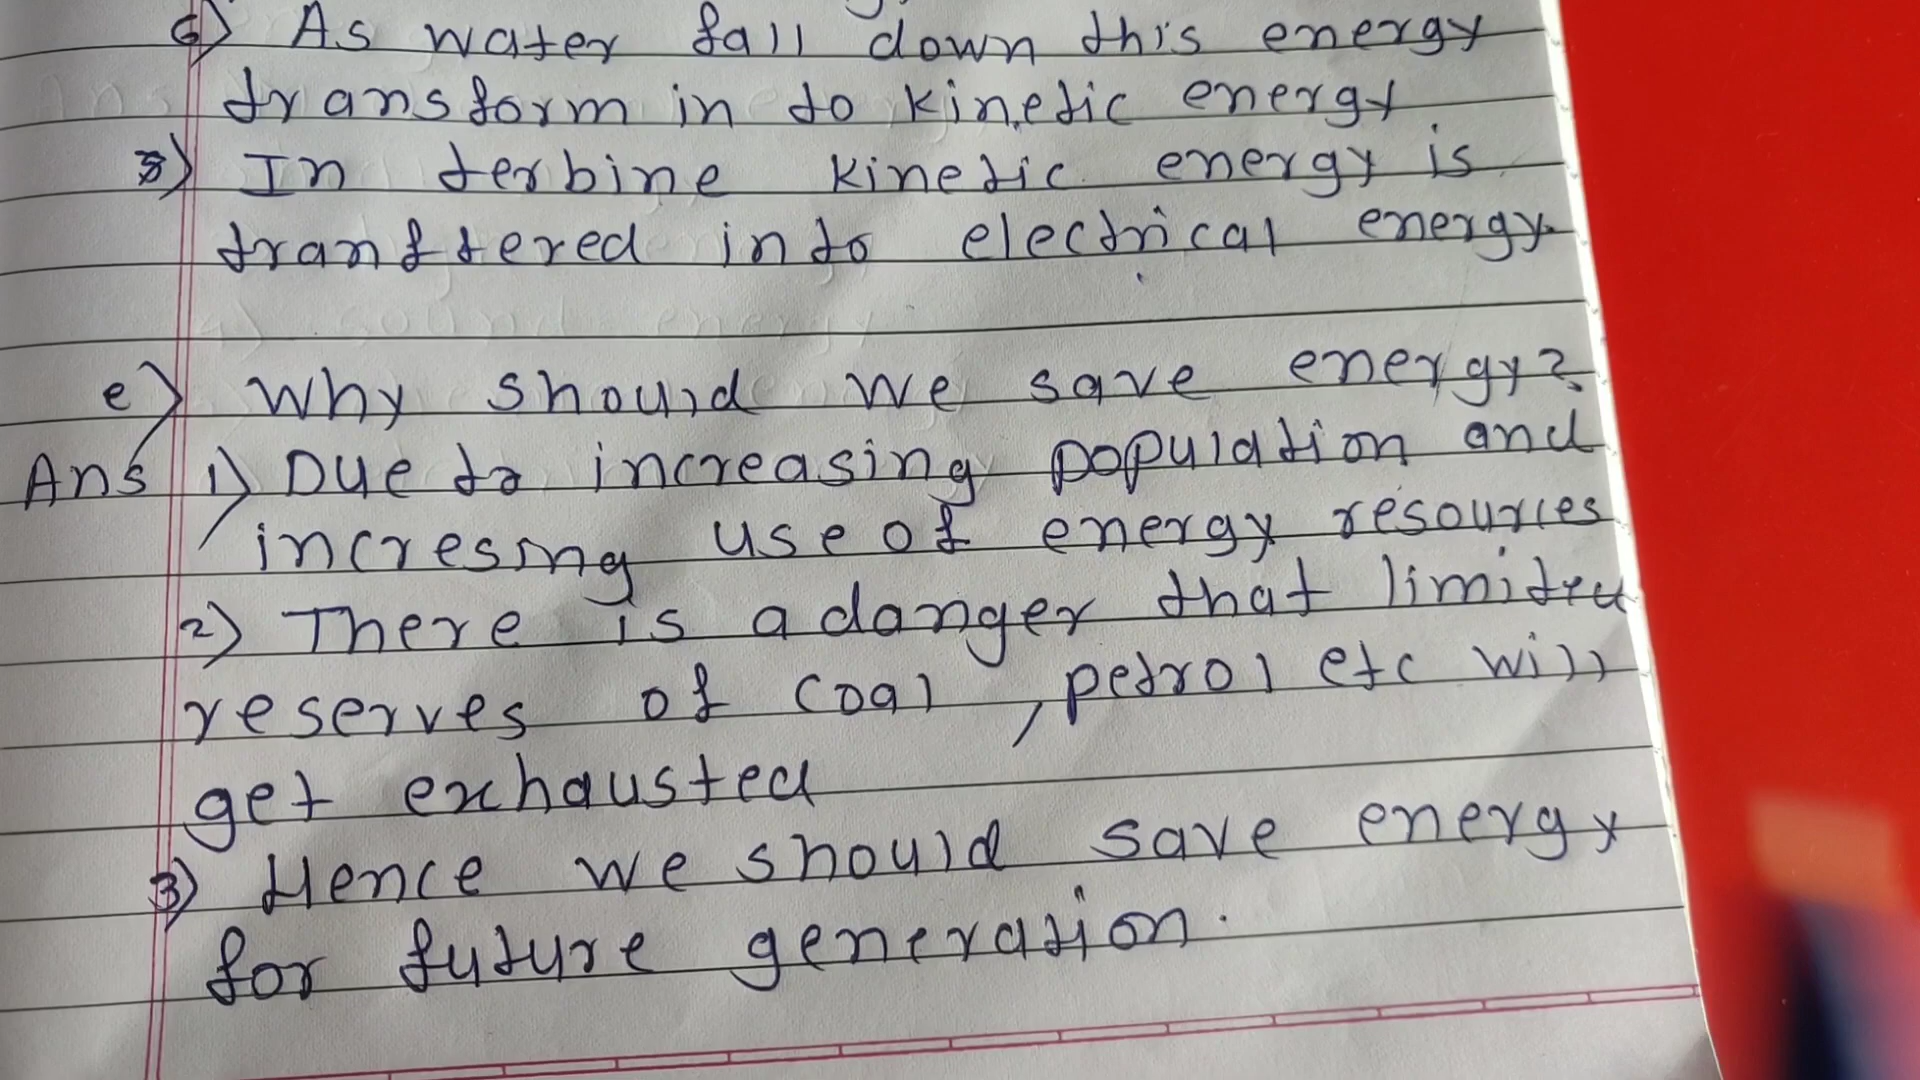 6) As water fall down this energy
transform in to kinetic energy
5) In terbine kinetic energy is
tranftered into electrical energy.
e) Why should we save energy?
Ans 1) Due to increasing population and
incresing use of energy resources
2) There is a danger that limited
reserves of coal, petrol etc will
get exhausted
3) Hence we should save energy
for future generation.